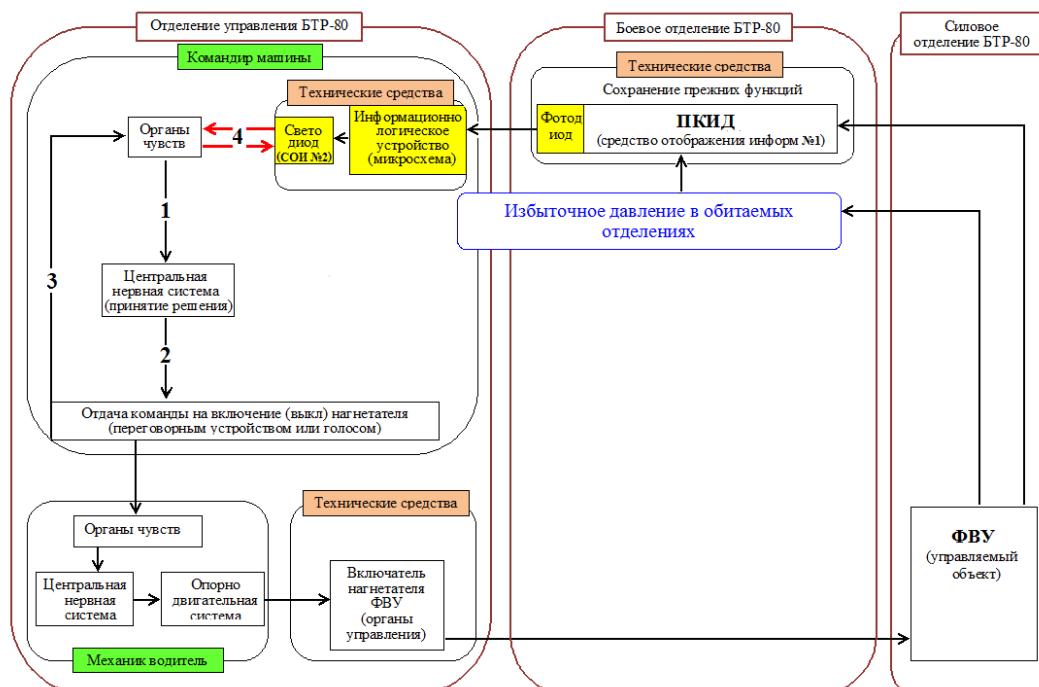 Отделение управления БТР-80
Командир машины
Технические средства
Органы
чувств
4
Свето
диод
(СОИ №2)
Информационно
логическое
устройство
(микросхема)
1
3
Центральная
нервная система
(принятие решения)
2
Отдача команды на включение (выкл) нагнетателя
(переговорным устройством или голосом)
Органы чувств
Центральная
нервная
система
Опорно
двигательная
система
Механик водитель
Технические средства
Включатель
нагнетателя
ФВУ
(органы
управления)
Боевое отделение БТР-80
Технические средства
Сохранение прежних функций
Фотод
иод
ПКИД
(средство отображения информ №1)
Избыточное давление в обитаемых
отделениях
Силовое
отделение БТР-80
ФВУ
(управляемый
объект)